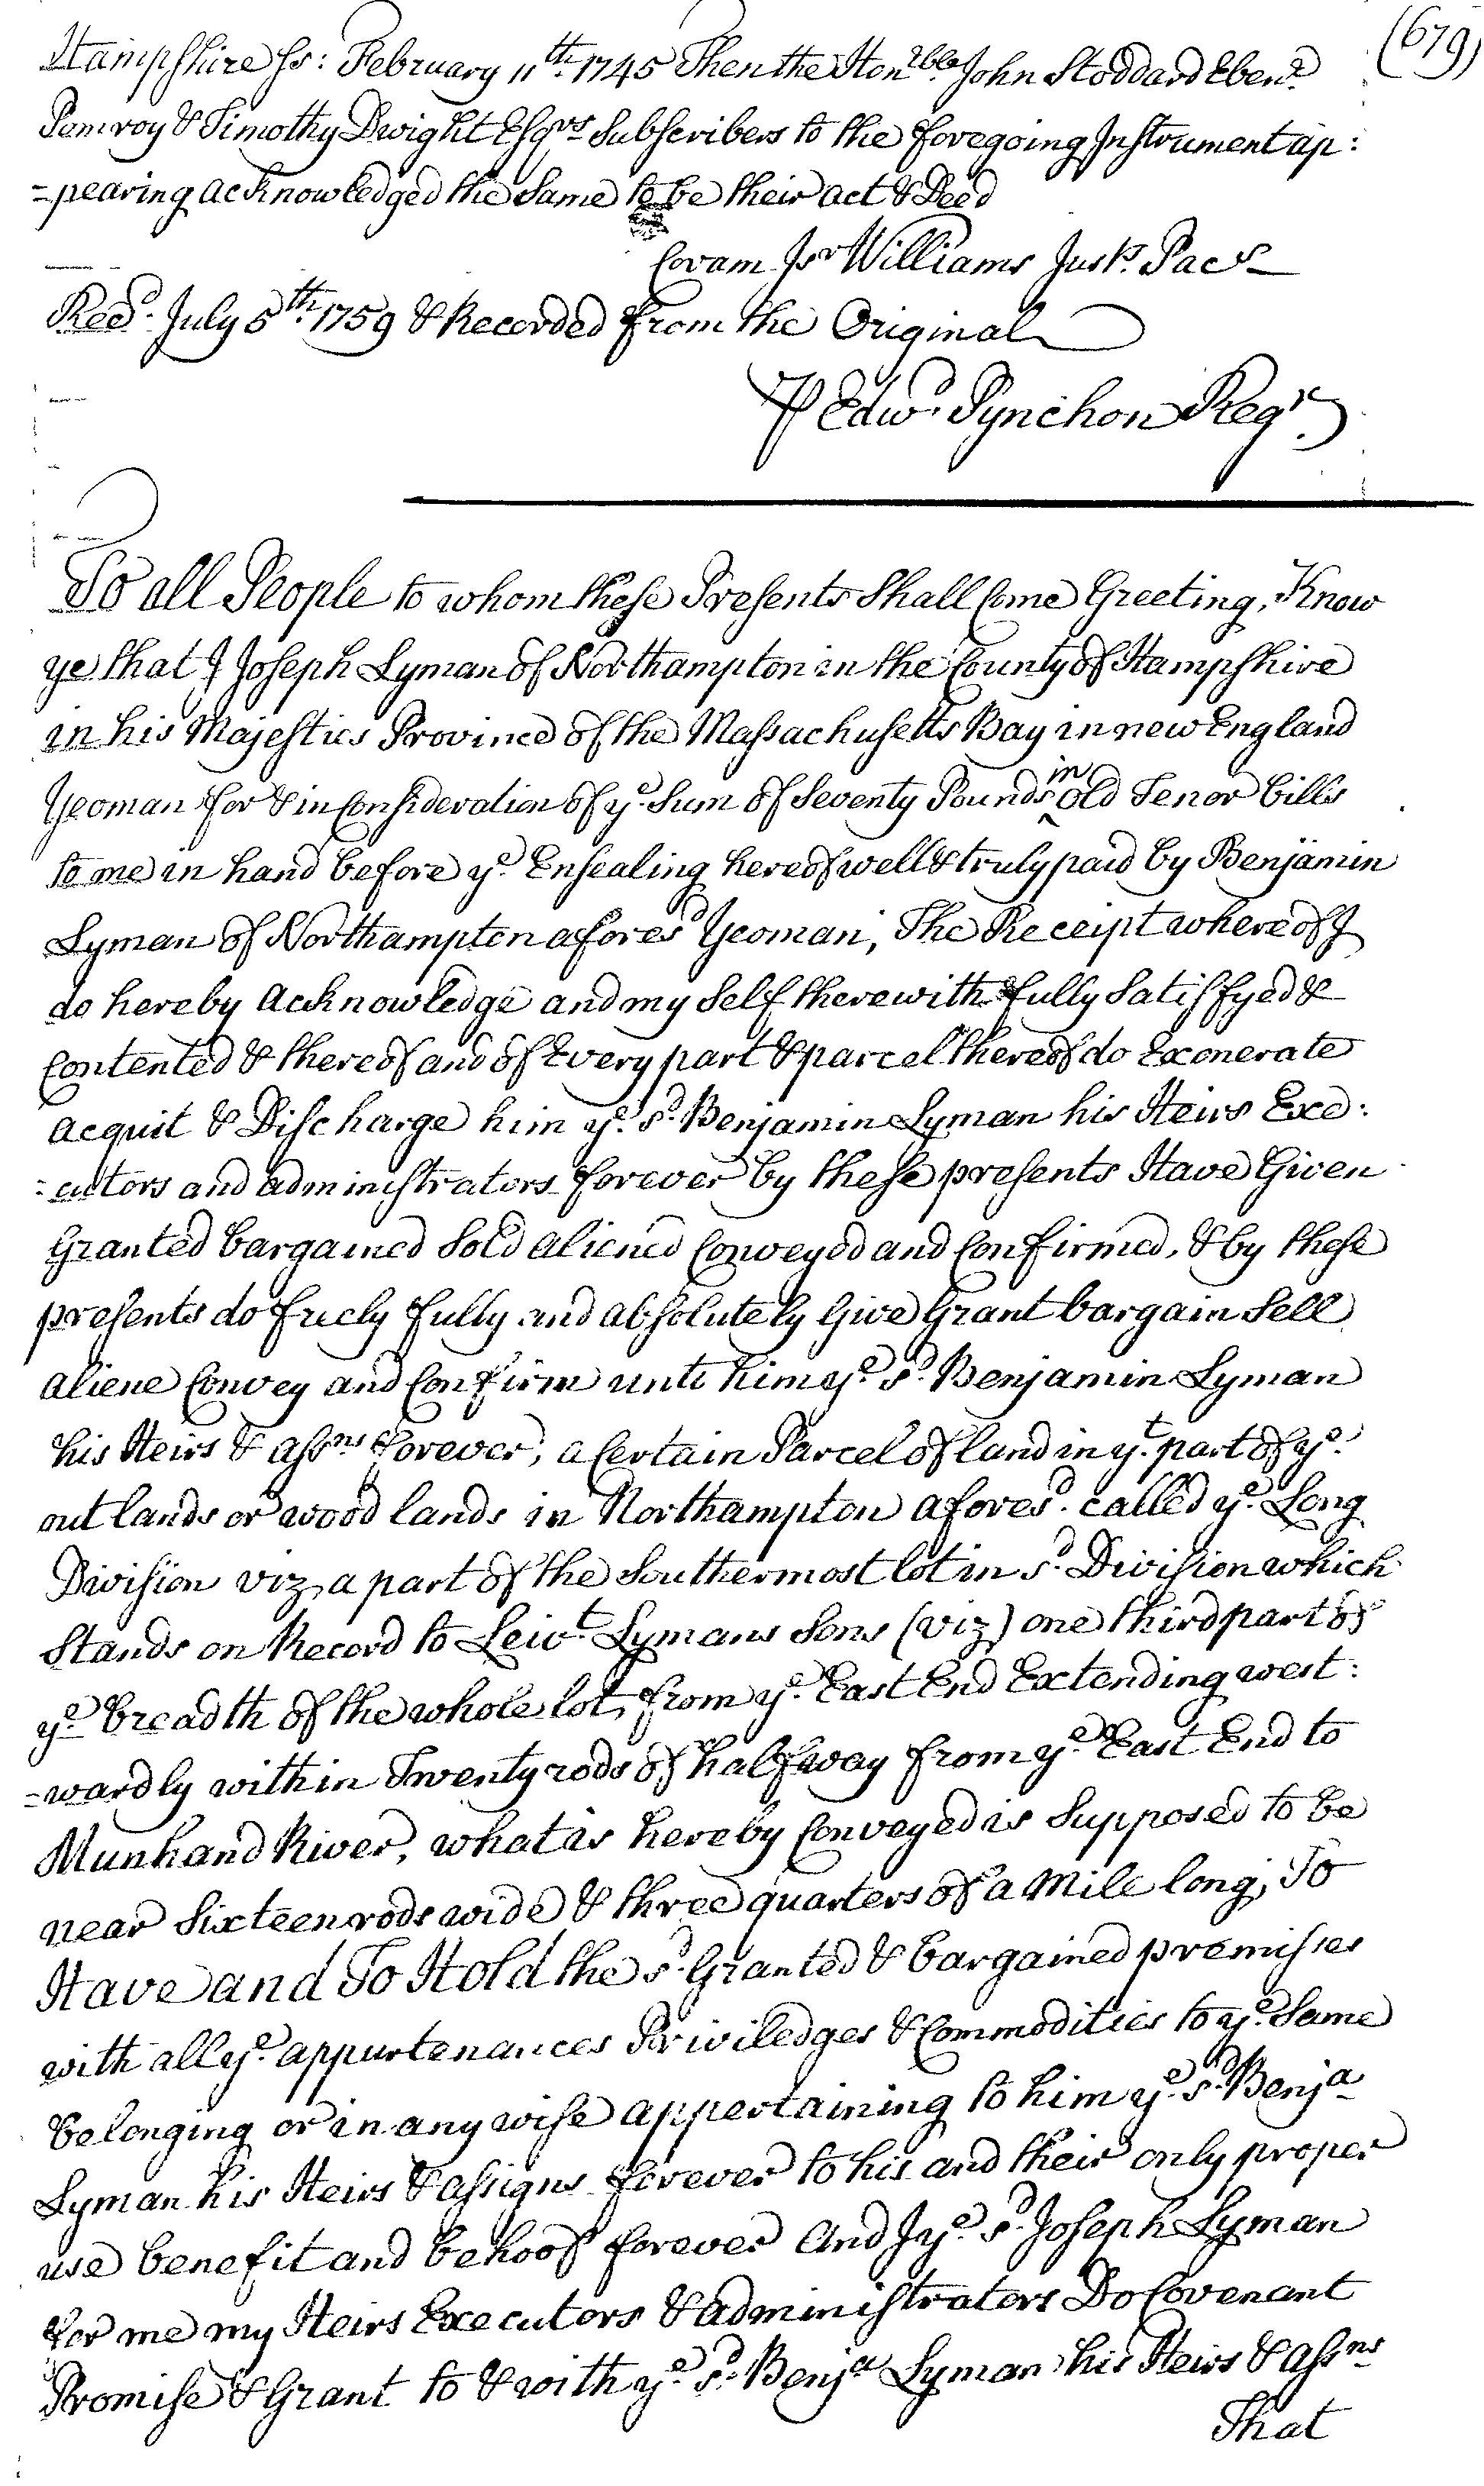 (679)
Hampshire ss: February 11th. 1745 Then the Honble. John Stoddard Ebenr.
Pomroy & Timothy Dwight Esqrs Subscribers to the foregoing Instrument ap:
=pearing acknowledged the Same to be their act & Deed
Coram Jsr Williams Just. Pacs
Recd. July 5th. 1759 & Recorded from the Original
⅌ Edwd. Pynchon Regr.
To all People to whom these Presents Shall Come Greeting, Know
ye that I Joseph Lyman of Northampton in the County of Hampshire
in his Majesties Province of the Massachusetts Bay in new England
Yeoman for & in Consideration of ye. Sum of Seventy Pounds in old Tenor bills
to me in hand before ye. Ensealing hereof well & truly paid by Benjamin
Lyman of Northampton aforesd Yeoman, The Receipt whereof I
do hereby acknowledge and my Self therewith fully Satisfyed &
Contented & thereof and of Every part & parcel thereof do Exonerate
acquit & Discharge him ye. sd. Benjamin Lyman his Heirs Exe:
=cutors and administrators forever by these presents Have Given
Granted bargained Sold aliened Conveyed and Confirmed, & by these
presents do freely fully and absolutely Give Grant bargain Sell
aliene Convey and Confirm unto him ye. sd. Benjamin Lyman
his Heirs & assns forever, a Certain Parcel of land in yt. part of ye.
out lands or wood lands in Northampton aforesd. called ye. Long
Division viz, a part of the Southermost lot in sd. Division which
Stands on Record to Leivt. Lymans Sons (viz) one third part of
ye. breadth of the whole lot, from ye. East End Extending west:
=wardly within Twenty rods of half way from ye. East End to
Munhand River, what is hereby Conveyed is Supposed to be
near Sixteen rods wide & three quarters of a Mile long, To
Have and To Hold the sd. Granted & bargained premises
with all ye. appurtenances Priviledges & Commodities to ye. Same
belonging or in any wise appertaining to him ye. sd. Benja
Lyman his Heirs & assigns forever to his and their only proper
use benefit and behoof forever And I ye. sd. Joseph Lyman
for me my Heirs Executors & administrators Do Covenant
Promise & Grant to & with ye. sd. Benja Lyman his Heirs & assns
That